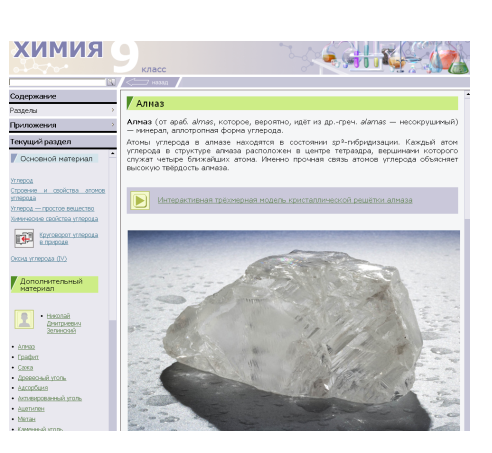 ХИМИЯ 9
класс
назад
Содержание
Разделы
Приложения
Текущий раздел
Основной материал
Углерод
Строение и свойства атомов
углерода
Углерод — простое вещество
Химические свойства углерода
Круговорот углерода
в природе
Оксид углерода (IV)
Дополнительный
материал
• Николай
Дмитриевич
Зелинский
• Алмаз
• Графит
• Сажа
• Древесный уголь
• Адсорбция
• Активированный уголь
• Ацетилен
• Метан
• Каменный уголь
Алмаз
Алмаз (от араб. almas, которое, вероятно, идёт из др.-греч. alamas — несокрушимый)
— минерал, аллотропная форма углерода.
Атомы углерода в алмазе находятся в состоянии sp³-гибридизации. Каждый атом
углерода в структуре алмаза расположен в центре тетраэдра, вершинами которого
служат четыре ближайших атома. Именно прочная связь атомов углерода объясняет
высокую твёрдость алмаза.
Интерактивная трёхмерная модель кристаллической решётки алмаза